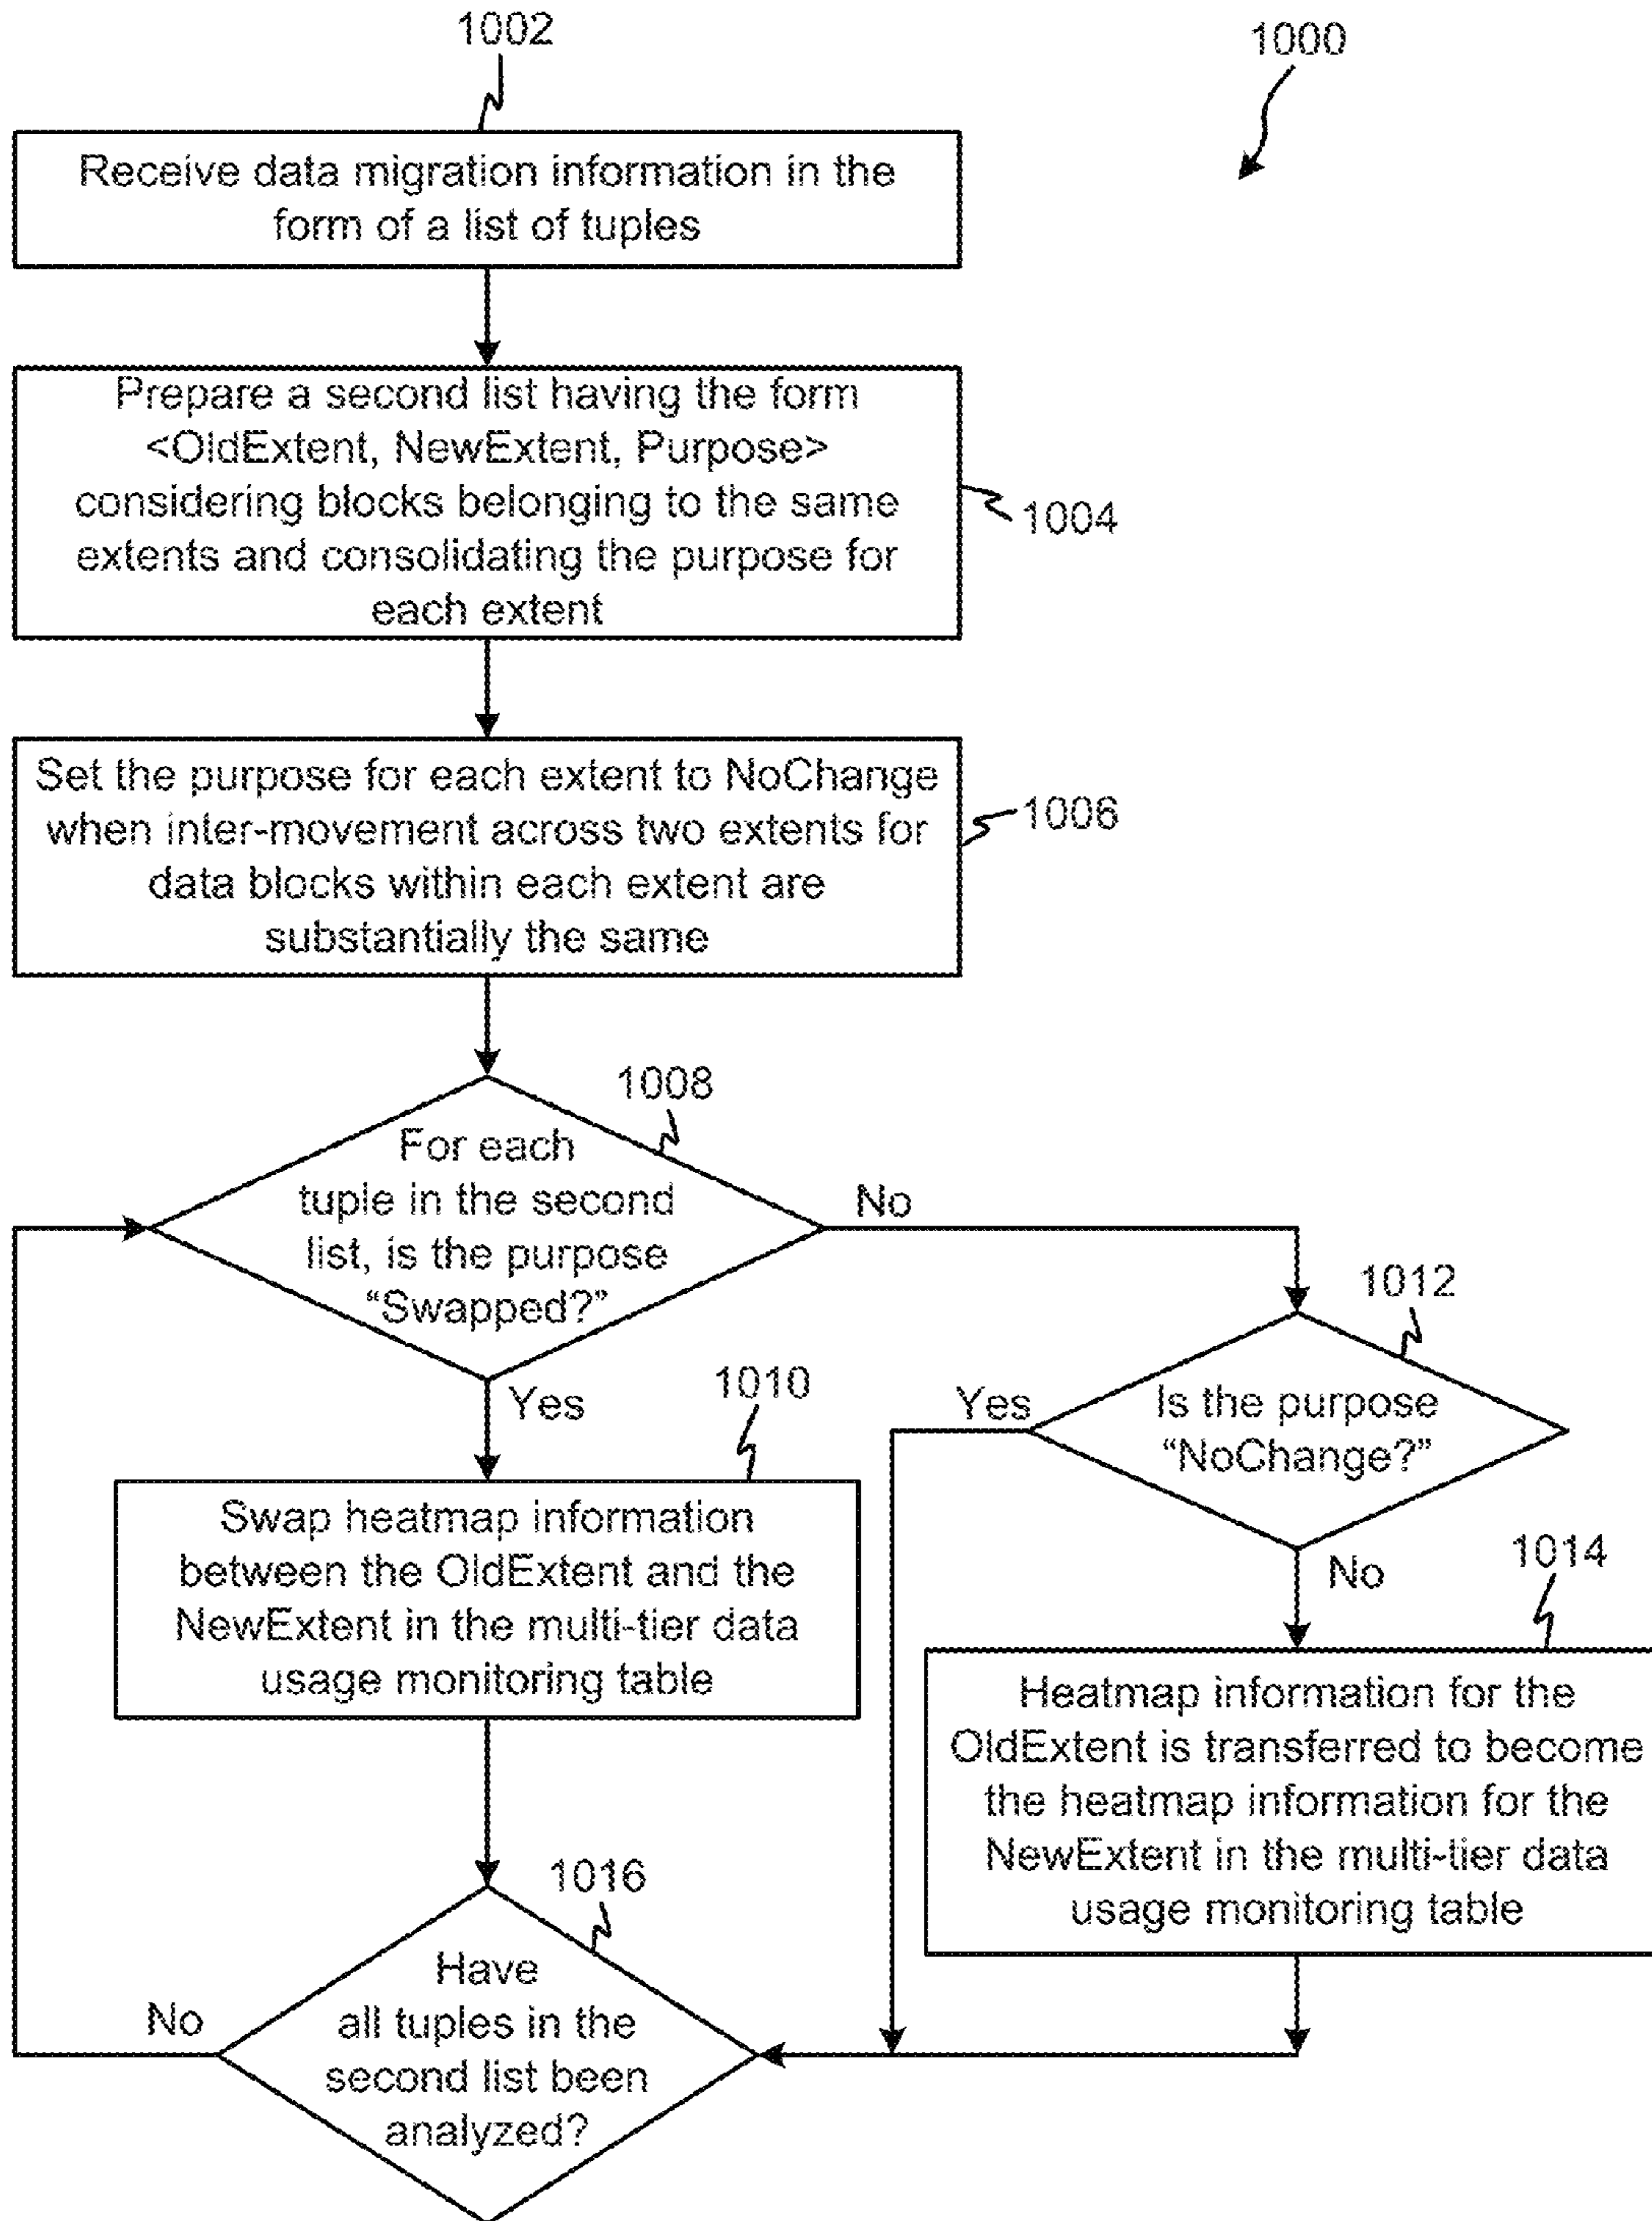 1002
1000
Receive data migration information in the
form of a list of tuples
Prepare a second list having the form
<OldExtent, NewExtent, Purpose>
considering blocks belonging to the same
extents and consolidating the purpose for
each extent
1004
Set the purpose for each extent to NoChange
when inter-movement across two extents for
data blocks within each extent are
substantially the same
1006
1008
For each
tuple in the second
list, is the purpose
“Swapped?”
No
Yes
1012
Is the purpose
“NoChange?”
Yes
No
1010
Swap heatmap information
between the OldExtent and the
NewExtent in the multi-tier data
usage monitoring table
1014
Heatmap information for the
OldExtent is transferred to become
the heatmap information for the
NewExtent in the multi-tier data
usage monitoring table
1016
Have
all tuples in the
second list been
analyzed?
No